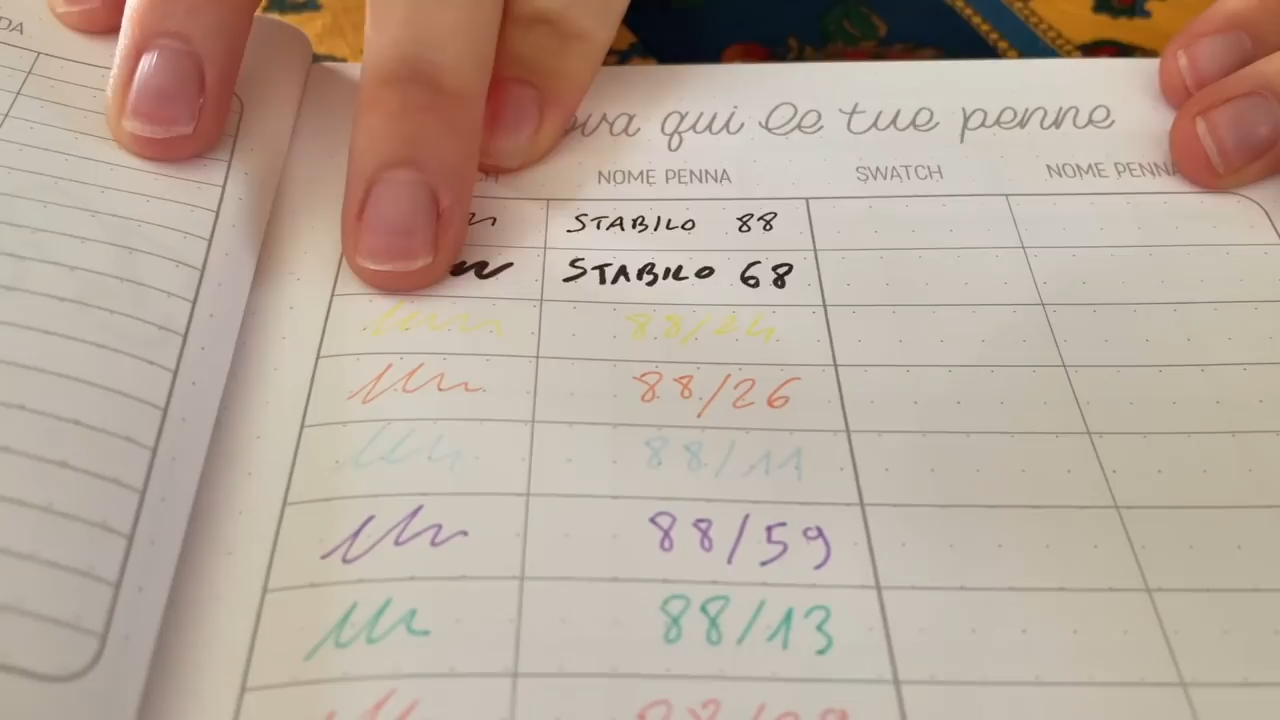 DA
qui le tue penne
NOME PENNA SWATCH NOME PENNA
STABILO 88
STABILO 68
88/24
88/26
88/11
88/59
88/13